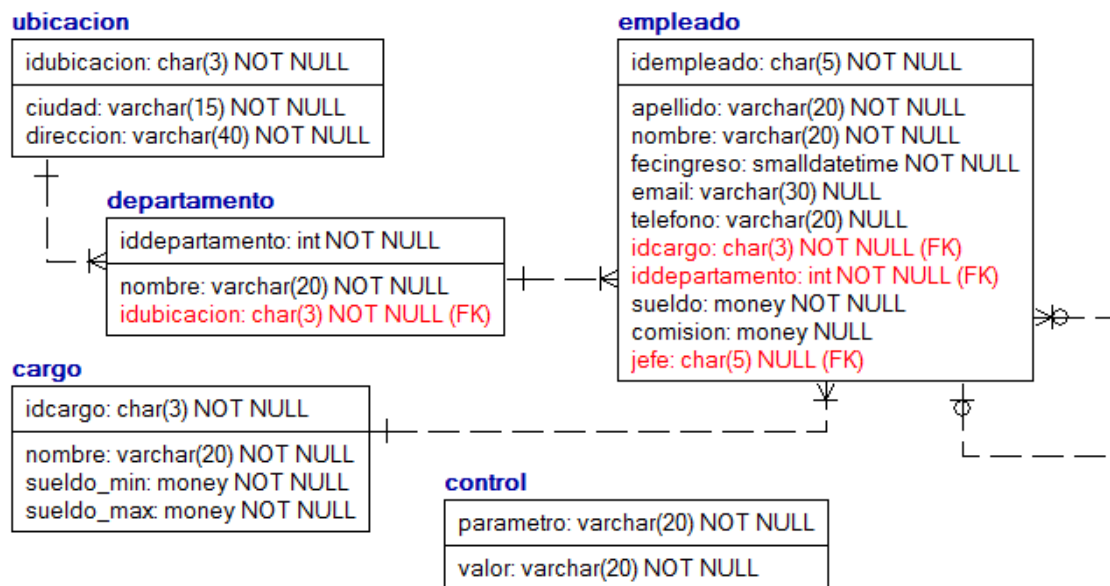 ubicacion
idubicacion: char(3) NOT NULL
ciudad: varchar(15) NOT NULL
direccion: varchar(40) NOT NULL
departamento
iddepartamento: int NOT NULL
nombre: varchar(20) NOT NULL
idubicacion: char(3) NOT NULL (FK)
empleado
idempleado: char(5) NOT NULL
apellido: varchar(20) NOT NULL
nombre: varchar(20) NOT NULL
fecingreso: smalldatetime NOT NULL
email: varchar(30) NULL
telefono: varchar(20) NULL
idcargo: char(3) NOT NULL (FK)
iddepartamento: int NOT NULL (FK)
sueldo: money NOT NULL
comision: money NULL
jefe: char(5) NULL (FK)
cargo
idcargo: char(3) NOT NULL
nombre: varchar(20) NOT NULL
sueldo_min: money NOT NULL
sueldo_max: money NOT NULL
control
parametro: varchar(20) NOT NULL
valor: varchar(20) NOT NULL